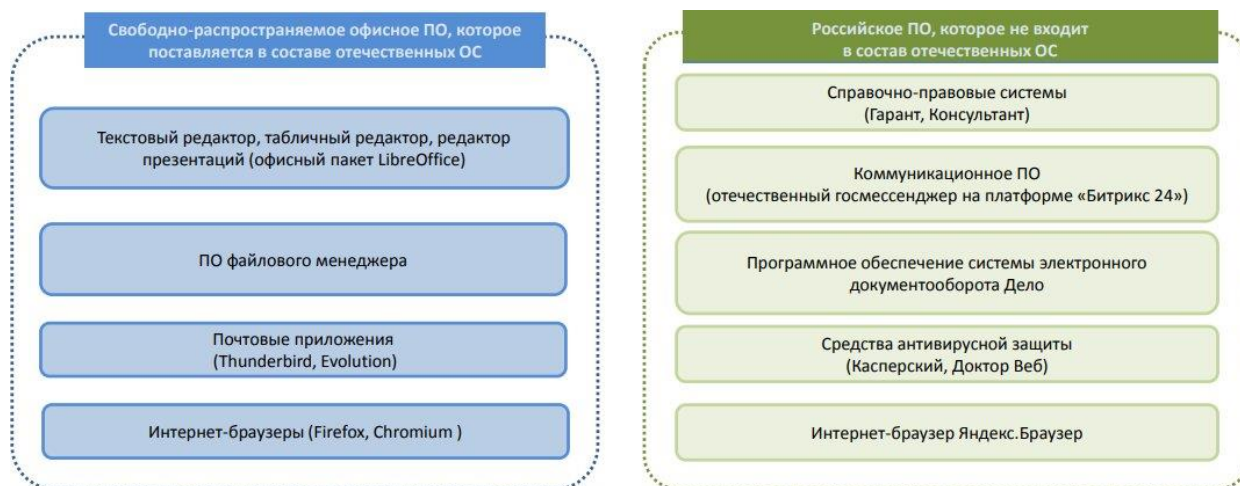 Свободно-распространяемое офисное ПО, которое
поставляется в составе отечественных ОС
Текстовый редактор, табличный редактор, редактор
презентаций (офисный пакет LibreOffice)
ПО файлового менеджера
Почтовые приложения
(Thunderbird, Evolution)
Интернет-браузеры (Firefox, Chromium )
Российское ПО, которое не входит
в состав отечественных ОС
Справочно-правовые системы
(Гарант, Консультант)
Коммуникационное ПО
(отечественный госмессенджер на платформе «Битрикс 24»)
Программное обеспечение системы электронного
документооборота Дело
Средства антивирусной защиты
(Касперский, Доктор Веб)
Интернет-браузер Яндекс.Браузер